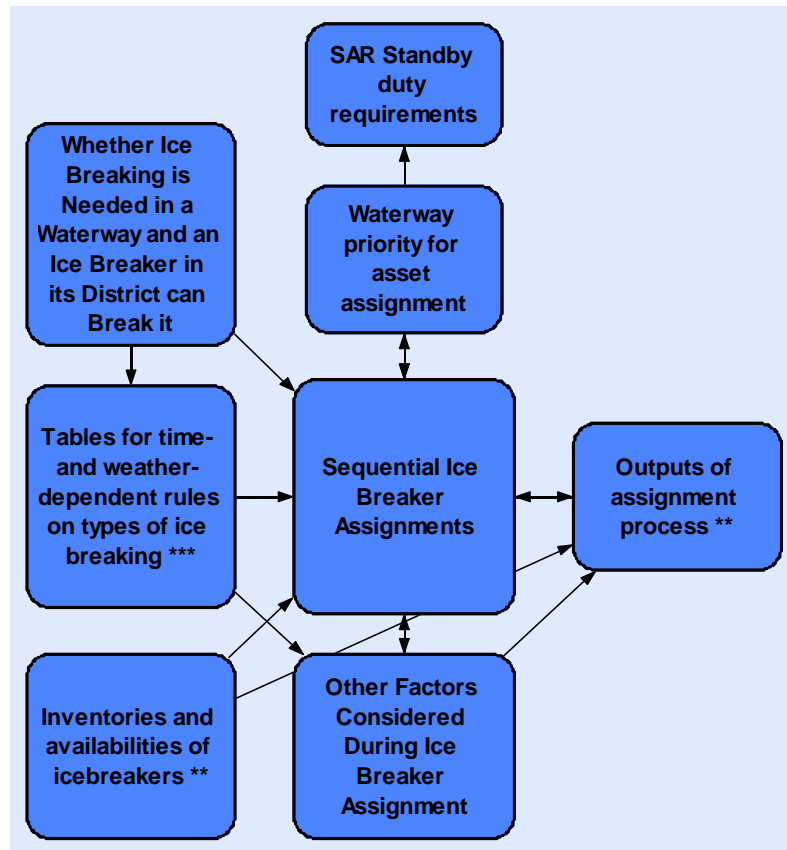 SAR Standby
duty
requirements
Whether Ice
Breaking is
Needed in a
Waterway and an
Ice Breaker in
its District can
Break it
Waterway
priority for
asset
assignment
Tables for time-
and weather-
dependent rules
on types of ice
breaking ***
Sequential Ice
Breaker
Assignments
Outputs of
assignment
process **
Inventories and
availabilities of
icebreakers **
Other Factors
Considered
During Ice
Breaker
Assignment